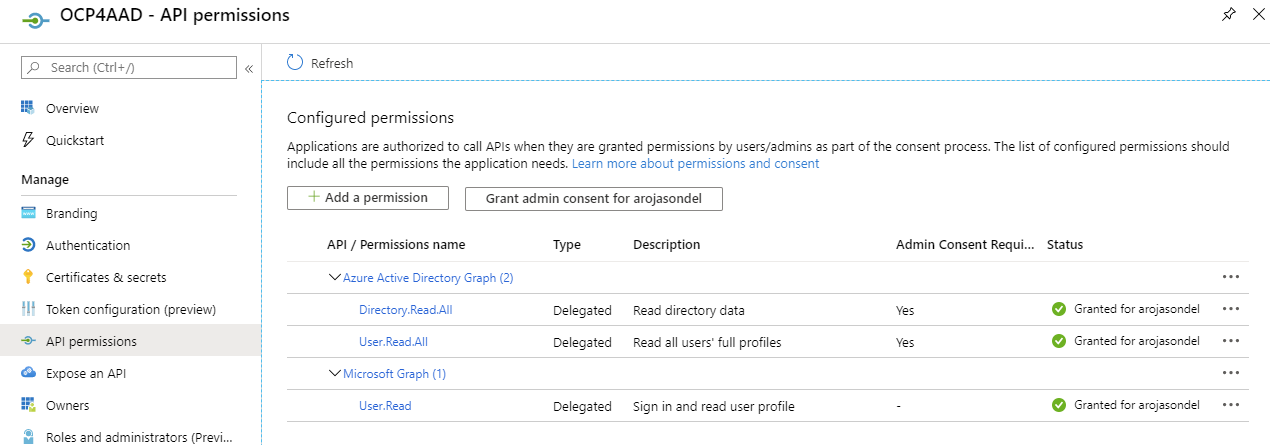 OCP4AAD - API permissions
Search (Ctrl+/)
«
Overview
Quickstart
Manage
Branding
Authentication
Certificates & secrets
Token configuration (preview)
API permissions
Expose an API
Owners
Roles and administrators (Previ...
Refresh
Configured permissions
Applications are authorized to call APIs when they are granted permissions by users/admins as part of the consent process. The list of configured permissions should
include all the permissions the application needs. Learn more about permissions and consent
+ Add a permission Grant admin consent for arojasondel
API / Permissions name Type Description Admin Consent Requi... Status
Azure Active Directory Graph (2) ...
Directory.Read.All Delegated Read directory data Yes Granted for arojasondel ...
User.Read.All Delegated Read all users' full profiles Yes Granted for arojasondel ...
Microsoft Graph (1) ...
User.Read Delegated Sign in and read user profile - Granted for arojasondel ...